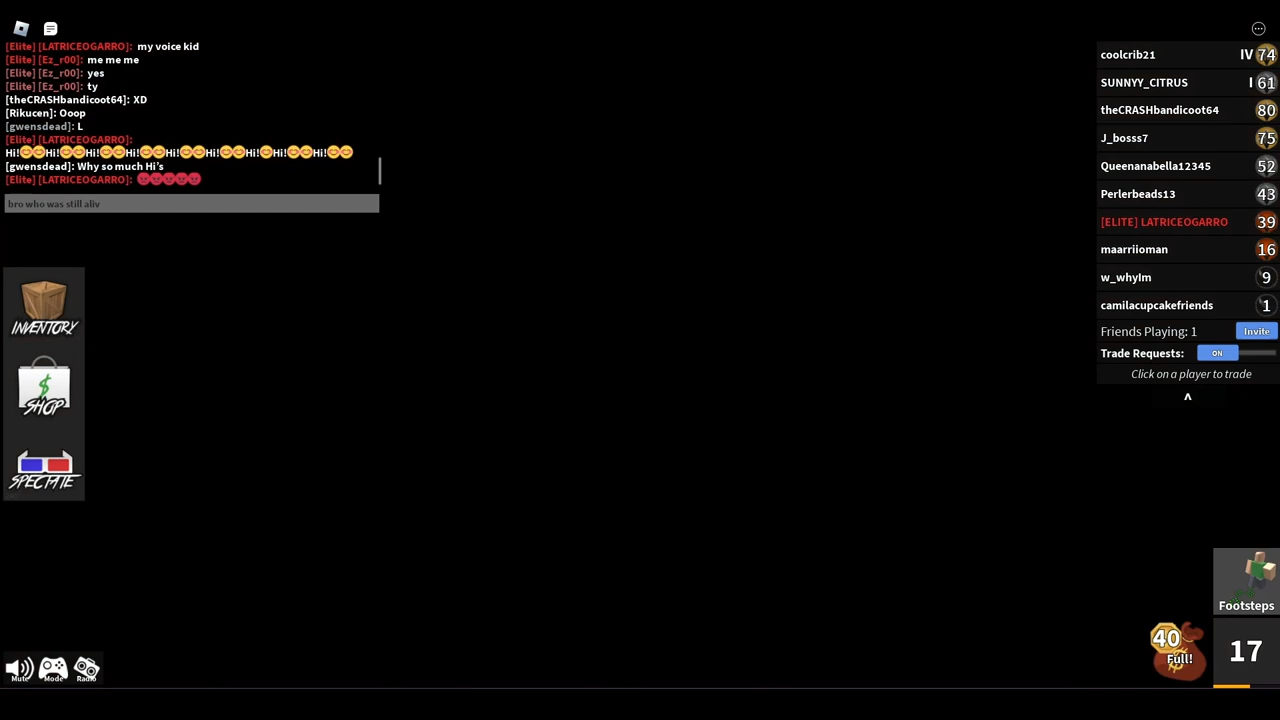 [Elite] [LATRICEOGARRO]: my voice kid
[Elite] [Ez_r00]: me me me
[Elite] [Ez_r00]: yes
[Elite] [Ez_r00]: ty
[theCRASHbandicoot64]: XD
[Rikucen]: Ooop
[gwensdead]: L
[Elite] [LATRICEOGARRO]:
Hi!😊😊Hi!😊😊Hi!😊😊Hi!😊😊Hi!😊😊Hi!😊😊Hi!😊Hi!😊😊Hi!😊😊
[gwensdead]: Why so much Hi's
[Elite] [LATRICEOGARRO]: 😡😡😡😡😡
bro who was still aliv
INVENTORY
$
SHOP
SPECTATE
Mute
Mode
Radio
coolcrib21 IV 74
SUNNYY_CITRUS I 61
theCRASHbandicoot64 80
J_bosss7 75
Queenanabella12345 52
Perlerbeads13 43
[ELITE] LATRICEOGARRO 39
maarriioman 16
w_whyIm 9
camilacupcakefriends 1
Friends Playing: 1 Invite
Trade Requests: ON
Click on a player to trade
^
Footsteps
40
Full!
17